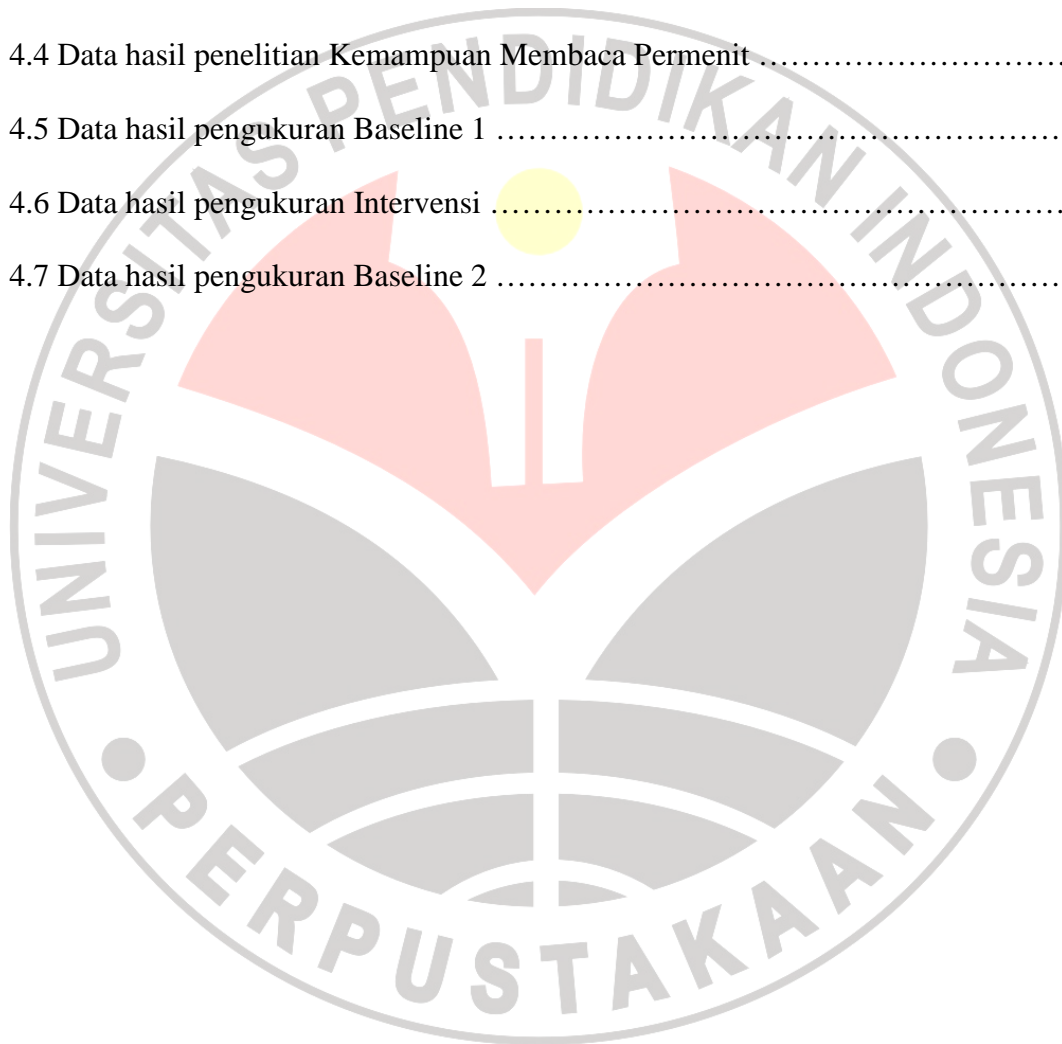 4.4 Data hasil penelitian Kemampuan Membaca Permenit ………………………….
4.5 Data hasil pengukuran Baseline 1 ………………………………………………….
4.6 Data hasil pengukuran Intervensi ………………………………………………….
4.7 Data hasil pengukuran Baseline 2 ………………………………………………….
UNIVERSITAS PENDIDIKAN INDONESIA
PERPUSTAKAAN